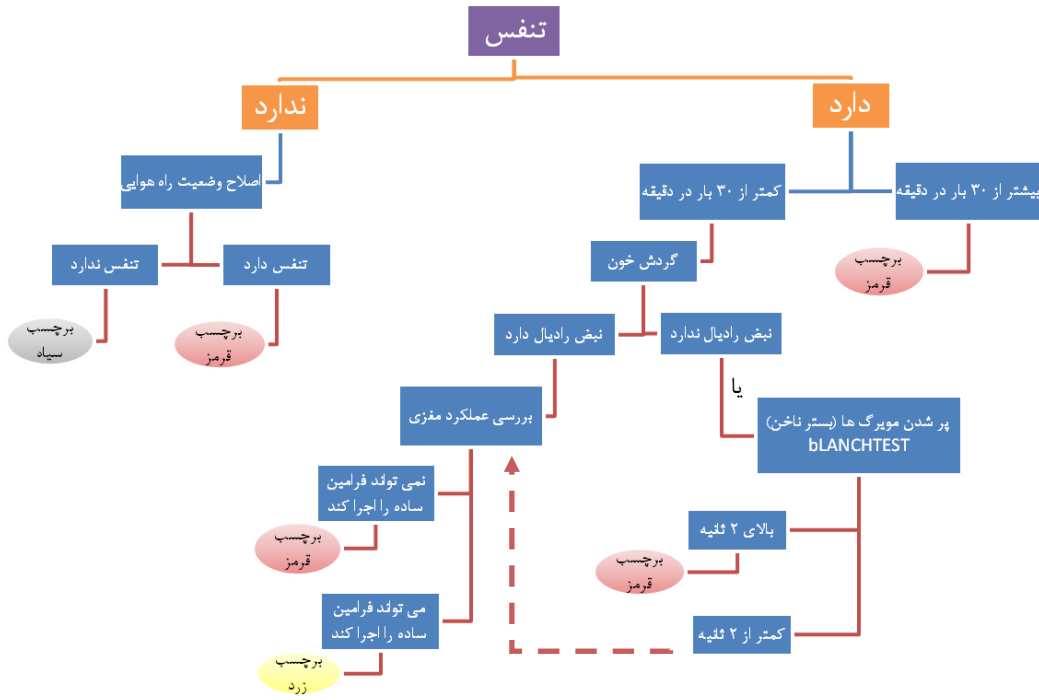 تنفس
دارد
ندارد
بیشتر از ۳۰ بار در دقیقه
کمتر از ۳۰ بار در دقیقه
اصلاح وضعیت راه هوایی
برچسب
قرمز
گردش خون
تنفس دارد
تنفس ندارد
برچسب
قرمز
برچسب
سیاه
نبض رادیال ندارد
نبض رادیال دارد
یا
پر شدن مویرگ ها (بستر ناخن)
bLANCHTEST
بررسی عملکرد مغزی
نمی تواند فرامین
ساده را اجرا کند
برچسب
قرمز
بالای ۲ ثانیه
برچسب
قرمز
می تواند فرامین
ساده را اجرا کند
کمتر از ۲ ثانیه
برچسب
زرد